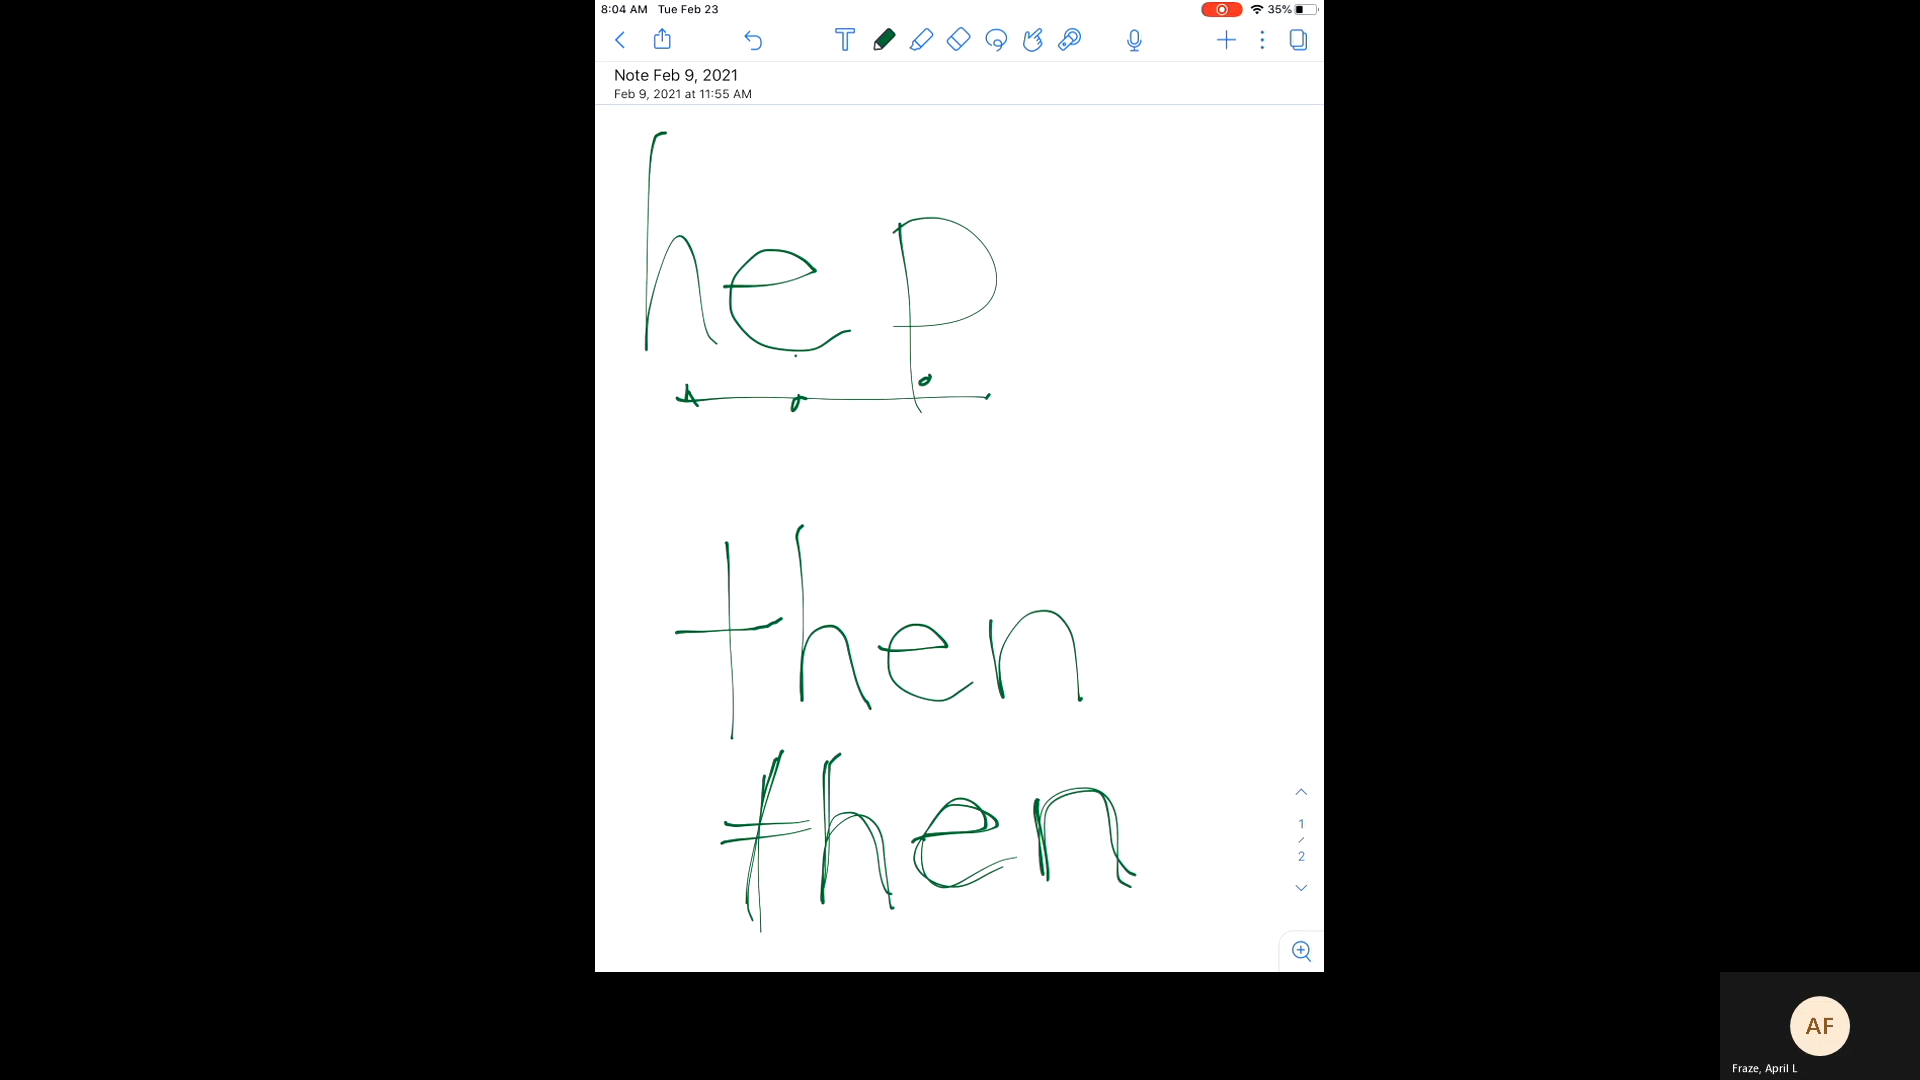 8:04 AM Tue Feb 23 35%
T
Note Feb 9, 2021
Feb 9, 2021 at 11:55 AM
hep
then
then
1
/
2
AF
Fraze, April L